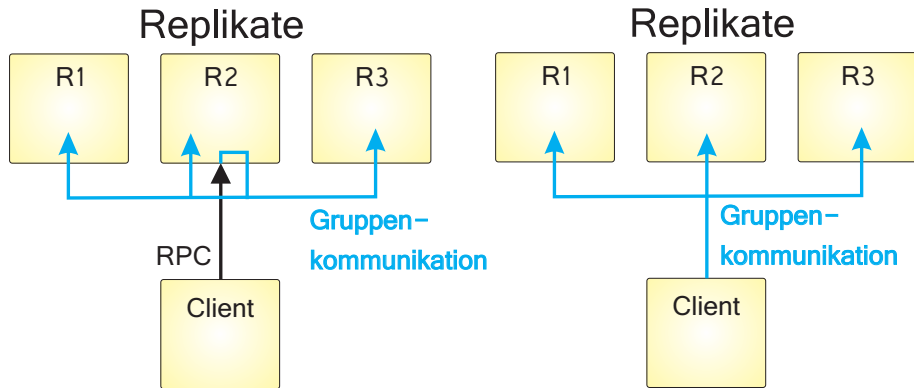 Replikate
R1
R2
R3
Gruppen-
kommunikation
RPC
Client
Replikate
R1
R2
R3
Gruppen-
kommunikation
Client